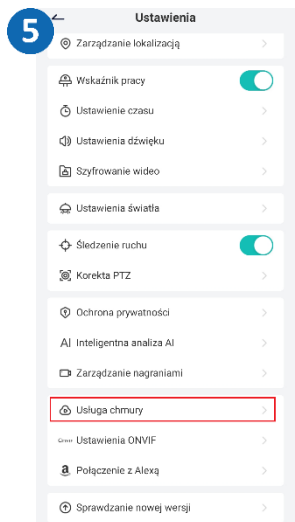 5
Ustawienia
Zarządzanie lokalizacją
Wskaźnik pracy
Ustawienie czasu
Ustawienia dźwięku
Szyfrowanie wideo
Ustawienia światła
Śledzenie ruchu
Korekta PTZ
Ochrona prywatności
AI Inteligentna analiza AI
Zarządzanie nagraniami
Usługa chmury
Ustawienia ONVIF
a Połączenie z Alexą
Sprawdzanie nowej wersji